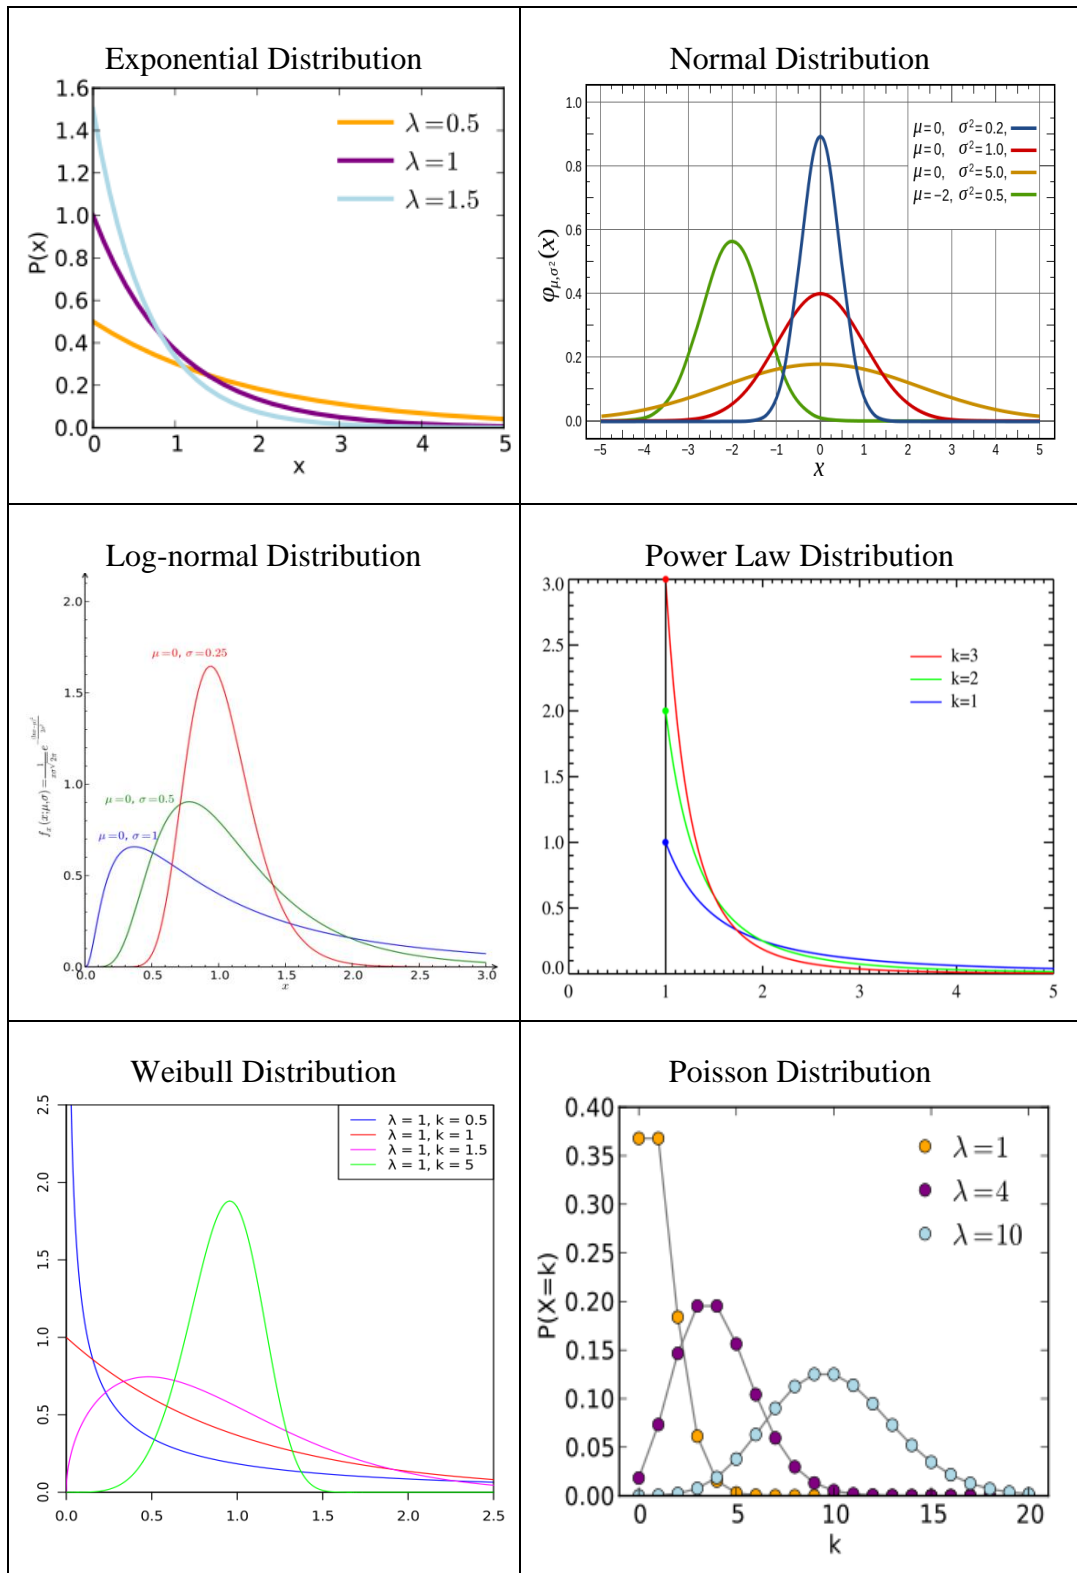 Exponential Distribution
1.6
1.4
1.2
1.0
0.8
0.6
0.4
0.2
0.0
P(x)
λ=0.5
λ=1
λ=1.5
0 1 2 3 4 5
x
Normal Distribution
1.0
0.8
0.6
0.4
0.2
0.0
φμ,σ²(x)
μ=0, σ²=0.2,
μ=0, σ²=1.0,
μ=0, σ²=5.0,
μ=−2, σ²=0.5,
−5 −4 −3 −2 −1 0 1 2 3 4 5
x
Log-normal Distribution
2.0
1.5
1.0
0.5
0.0
μ=0, σ=0.25
μ=0, σ=0.5
μ=0, σ=1
0.0 0.5 1.0 1.5 2.0 2.5 3.0
x
Power Law Distribution
3.0
2.5
2.0
1.5
1.0
0.5
0.0
k=3
k=2
k=1
0 1 2 3 4 5
Weibull Distribution
2.5
2.0
1.5
1.0
0.5
0.0
λ = 1, k = 0.5
λ = 1, k = 1
λ = 1, k = 1.5
λ = 1, k = 5
0.0 0.5 1.0 1.5 2.0 2.5
Poisson Distribution
0.40
0.35
0.30
0.25
0.20
0.15
0.10
0.05
0.00
P(X=k)
λ=1
λ=4
λ=10
0 5 10 15 20
k